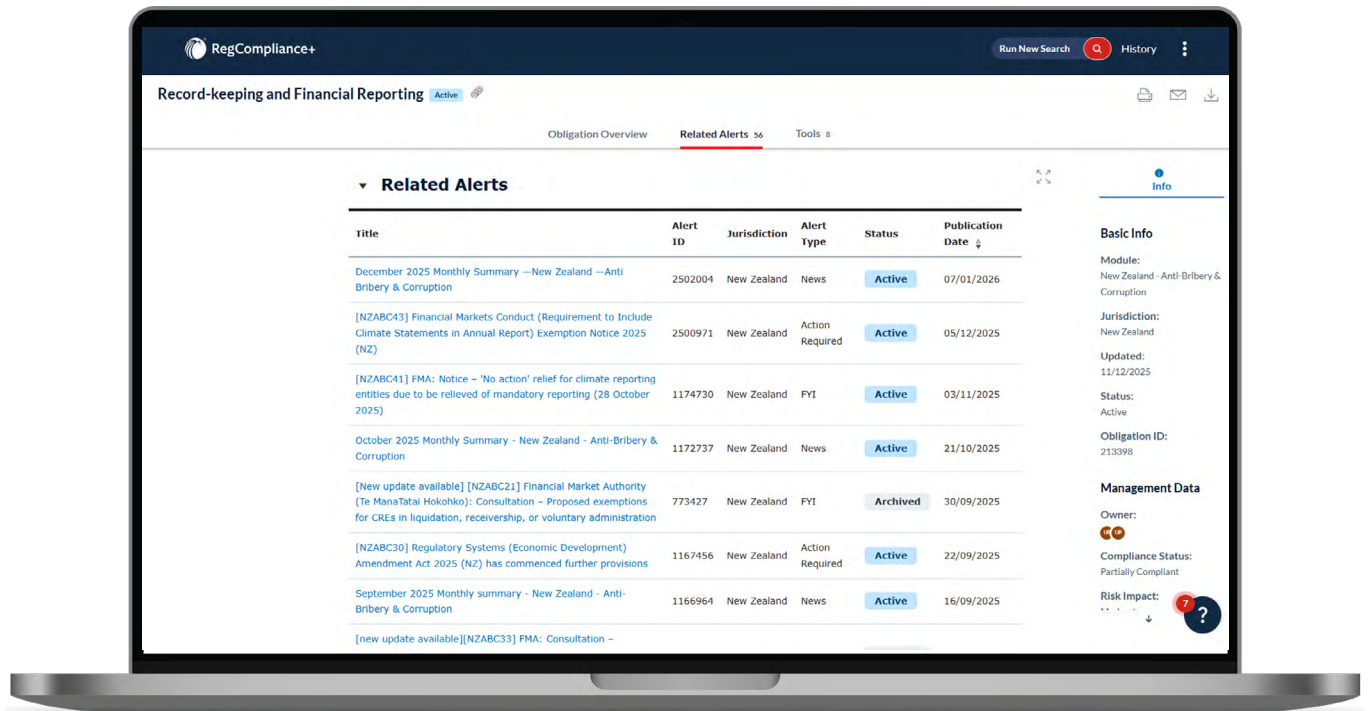 RegCompliance+
Run New Search
History
Record-keeping and Financial Reporting Active
Obligation Overview
Related Alerts 56
Tools 8
Related Alerts
Title
Alert
ID
Jurisdiction
Alert
Type
Status
Publication
Date
December 2025 Monthly Summary —New Zealand —Anti
Bribery & Corruption
2502004 New Zealand News Active 07/01/2026
[NZABC43] Financial Markets Conduct (Requirement to Include
Climate Statements in Annual Report) Exemption Notice 2025
(NZ)
2500971 New Zealand
Action
Required
Active 05/12/2025
[NZABC41] FMA: Notice – 'No action' relief for climate reporting
entities due to be relieved of mandatory reporting (28 October
2025)
1174730 New Zealand FYI Active 03/11/2025
October 2025 Monthly Summary - New Zealand - Anti-Bribery &
Corruption
1172737 New Zealand News Active 21/10/2025
[New update available] [NZABC21] Financial Market Authority
(Te ManaTatai Hokohko): Consultation – Proposed exemptions
for CREs in liquidation, receivership, or voluntary administration
773427 New Zealand FYI Archived 30/09/2025
[NZABC30] Regulatory Systems (Economic Development)
Amendment Act 2025 (NZ) has commenced further provisions
1167456 New Zealand
Action
Required
Active 22/09/2025
September 2025 Monthly summary - New Zealand - Anti-
Bribery & Corruption
1166964 New Zealand News Active 16/09/2025
[new update available][NZABC33] FMA: Consultation –
Info
Basic Info
Module:
New Zealand - Anti-Bribery &
Corruption
Jurisdiction:
New Zealand
Updated:
11/12/2025
Status:
Active
Obligation ID:
213398
Management Data
Owner:
Compliance Status:
Partially Compliant
Risk Impact:
7
?